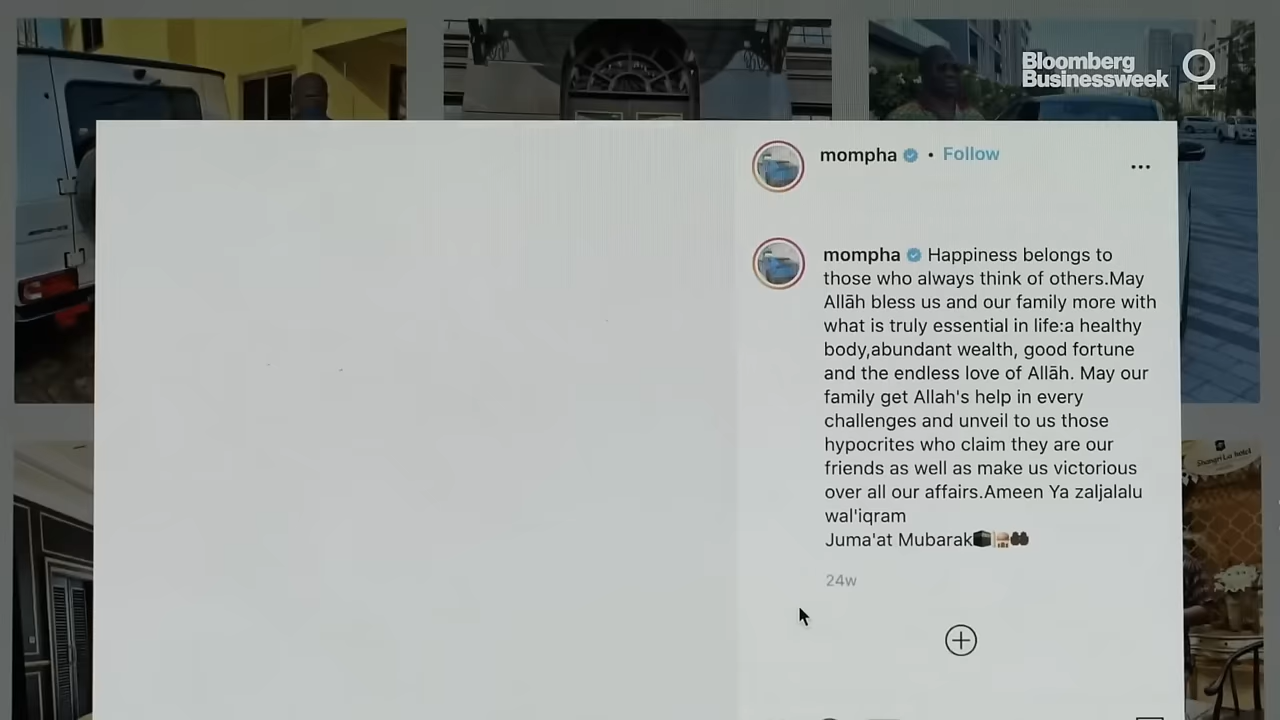 Bloomberg
Businessweek
mompha • Follow
mompha Happiness belongs to
those who always think of others.May
Allāh bless us and our family more with
what is truly essential in life:a healthy
body,abundant wealth, good fortune
and the endless love of Allāh. May our
family get Allah's help in every
challenges and unveil to us those
hypocrites who claim they are our
friends as well as make us victorious
over all our affairs.Ameen Ya zaljalalu
wal'iqram
Juma'at Mubarak🕋🕌🤲🏿
24w
Shangri-La hotel